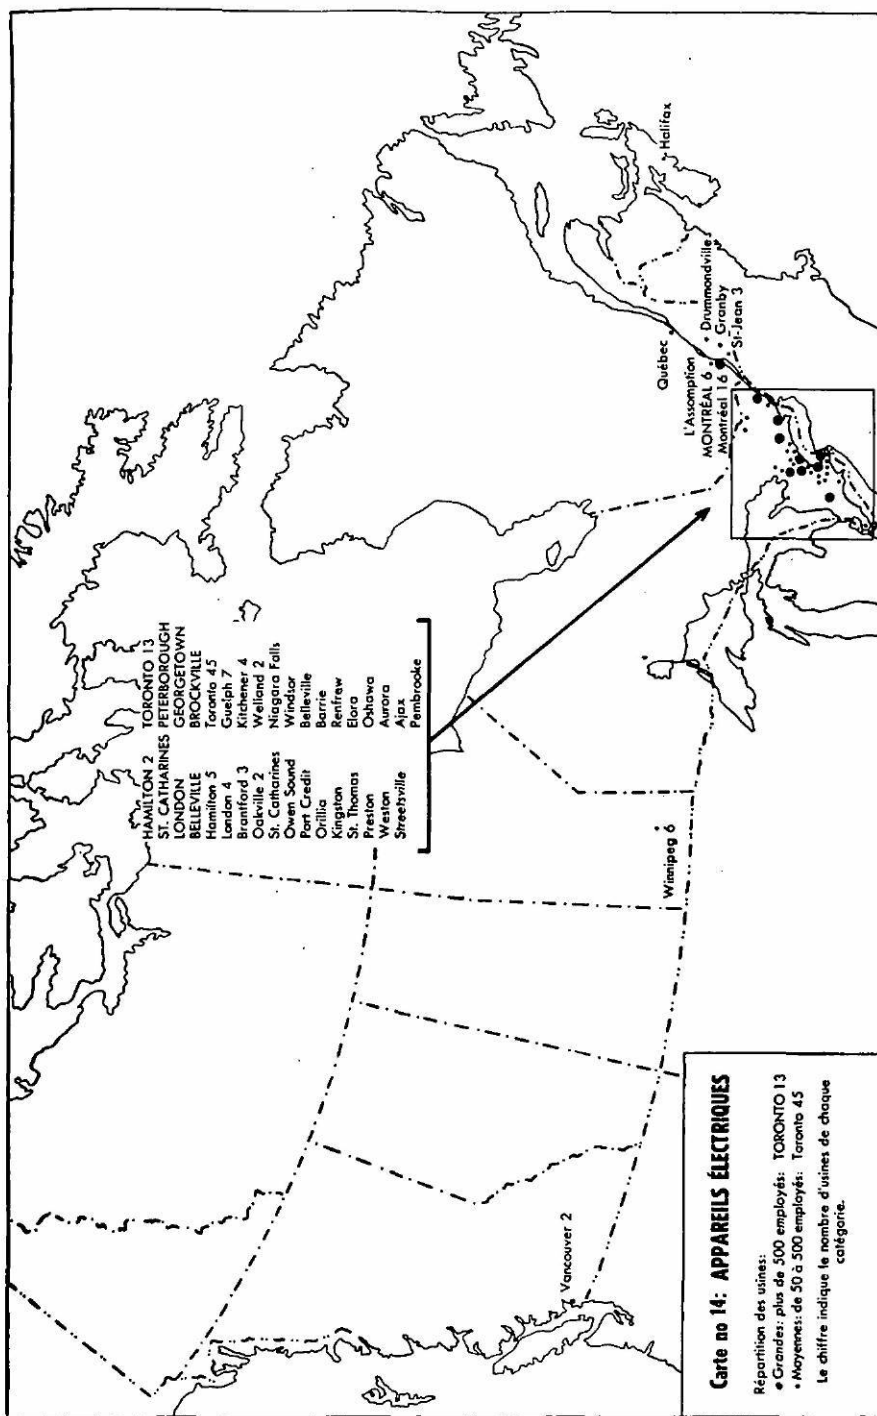 HAMILTON 2 TORONTO 13
ST. CATHARINES PETERBOROUGH
LONDON GEORGETOWN
BELLEVILLE BROCKVILLE
Hamilton 5 Toronto 45
London 4 Guelph 7
Brantford 3 Kitchener 4
Oakville 2 Welland 2
St. Catharines Niagara Falls
Owen Sound Windsor
Port Credit Belleville
Orillia Barrie
Kingston Renfrew
St. Thomas Elora
Preston Oshawa
Weston Aurora
Streetsville Ajax
Pembrooke
Halifax
Québec
L'Assomption
MONTRÉAL 6 Drummondville
Montréal 16 Granby
St-Jean 3
Winnipeg 6
Vancouver 2
Carte no 14: APPAREILS ÉLECTRIQUES
Répartition des usines:
• Grandes: plus de 500 employés: TORONTO 13
• Moyennes: de 50 à 500 employés: Toronto 45
Le chiffre indique le nombre d'usines de chaque
catégorie.